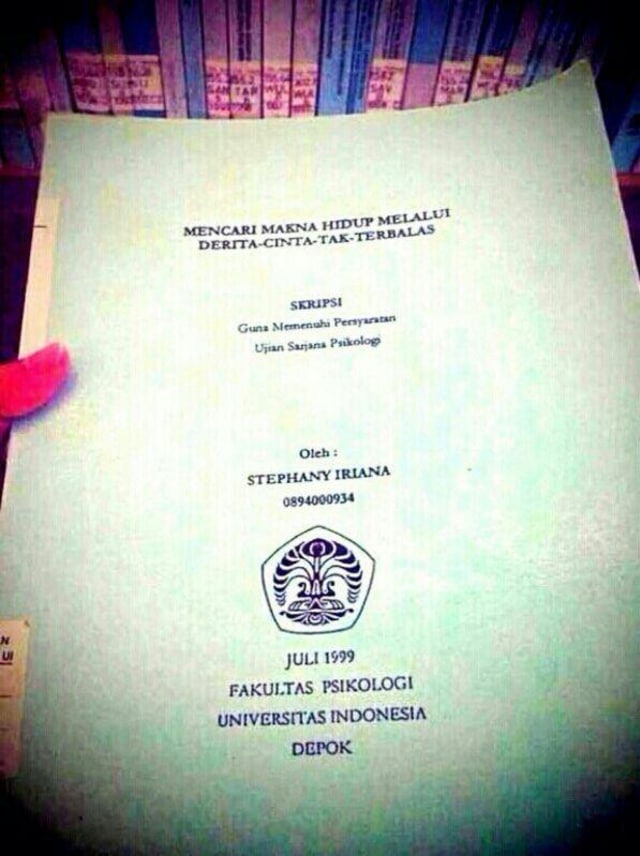 MENCARI MAKNA HIDUP MELALUI
DERITA-CINTA-TAK-TERBALAS
SKRIPSI
Guna Memenuhi Persyaratan
Ujian Sarjana Psikologi
Oleh :
STEPHANY IRIANA
0894000934
JULI 1999
FAKULTAS PSIKOLOGI
UNIVERSITAS INDONESIA
DEPOK
N
UI